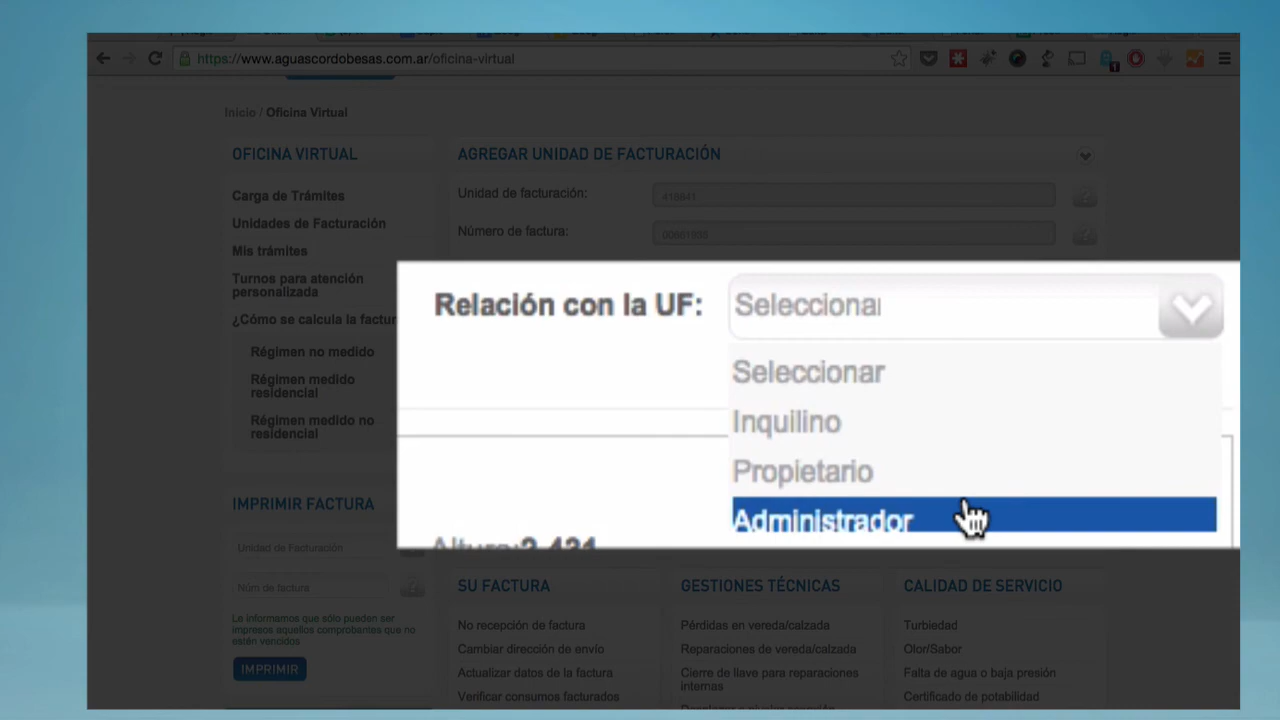 https://www.aguascordobesas.com.ar/oficina-virtual
Inicio / Oficina Virtual
OFICINA VIRTUAL
Carga de Trámites
Unidades de Facturación
Mis trámites
Turnos para atención
personalizada
¿Cómo se calcula la factur
Régimen no medido
Régimen medido
residencial
Régimen medido no
residencial
IMPRIMIR FACTURA
Unidad de Facturación
Núm de factura
Le informamos que sólo pueden ser
impresos aquellos comprobantes que no
estén vencidos
IMPRIMIR
AGREGAR UNIDAD DE FACTURACIÓN
Unidad de facturación:
418841
Número de factura:
00661955
Relación con la UF:
Seleccionar
Seleccionar
Inquilino
Propietario
Administrador
Altura:2.431
SU FACTURA
No recepción de factura
Cambiar dirección de envío
Actualizar datos de la factura
Verificar consumos facturados
GESTIONES TÉCNICAS
Pérdidas en vereda/calzada
Reparaciones de vereda/calzada
Cierre de llave para reparaciones
internas
CALIDAD DE SERVICIO
Turbiedad
Olor/Sabor
Falta de agua o baja presión
Certificado de potabilidad